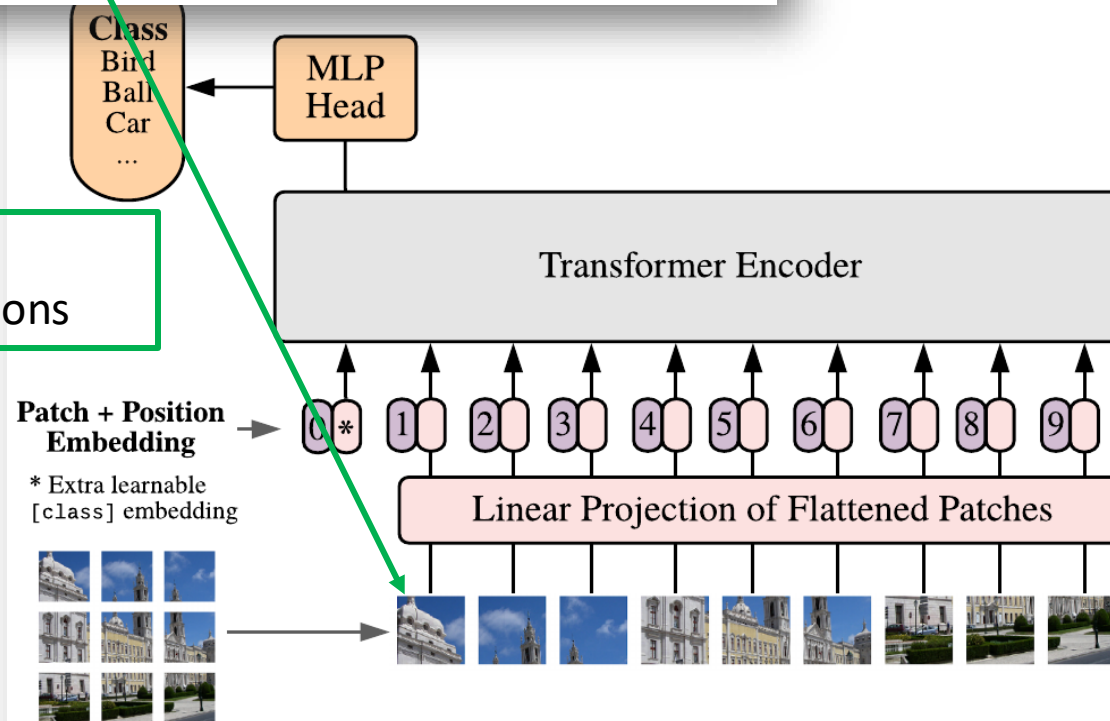 Class
Bird
Ball
Car
...
MLP
Head
Transformer Encoder
ons
Patch + Position
Embedding
0 * 1 2 3 4 5 6 7 8 9
* Extra learnable
[class] embedding
Linear Projection of Flattened Patches